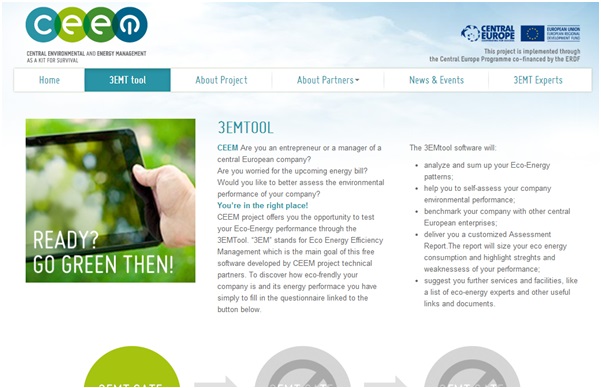 ceem
CENTRAL ENVIRONMENTAL AND ENERGY MANAGEMENT
AS A KIT FOR SURVIVAL
CENTRAL
EUROPE
EUROPEAN UNION
EUROPEAN REGIONAL
DEVELOPMENT FUND
This project is implemented through
the Central Europe Programme co-financed by the ERDF
Home
3EMT tool
About Project
About Partners
News & Events
3EMT Experts
READY?
GO GREEN THEN!
3EMTOOL
CEEM Are you an entrepreneur or a manager of a
central European company?
Are you worried for the upcoming energy bill?
Would you like to better assess the environmental
performance of your company?
You're in the right place!
CEEM project offers you the opportunity to test
your Eco-Energy performance through the
3EMTool. "3EM" stands for Eco Energy Efficiency
Management which is the main goal of this free
software developed by CEEM project technical
partners. To discover how eco-frendly your
company is and its energy performace you have
simply to fill in the questionnaire linked to the
button below.
The 3EMtool software will:
analyze and sum up your Eco-Energy
patterns;
help you to self-assess your company
environmental performance;
benchmark your company with other central
European enterprises;
deliver you a customized Assessment
Report.The report will size your eco energy
consumption and highlight streghts and
weaknesses of your performance;
suggest you further services and facilities, like
a list of eco-energy experts and other useful
links and documents.